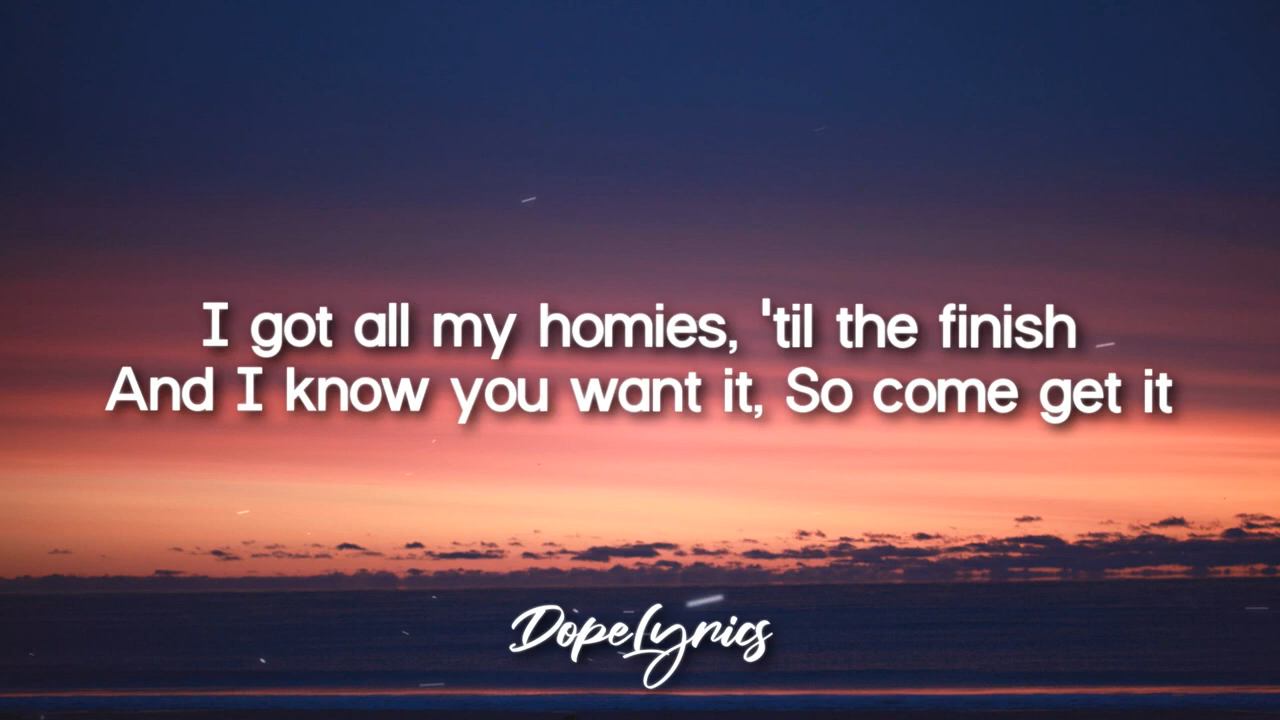 I got all my homies, 'til the finish
And I know you want it, So come get it
DopeLyrics